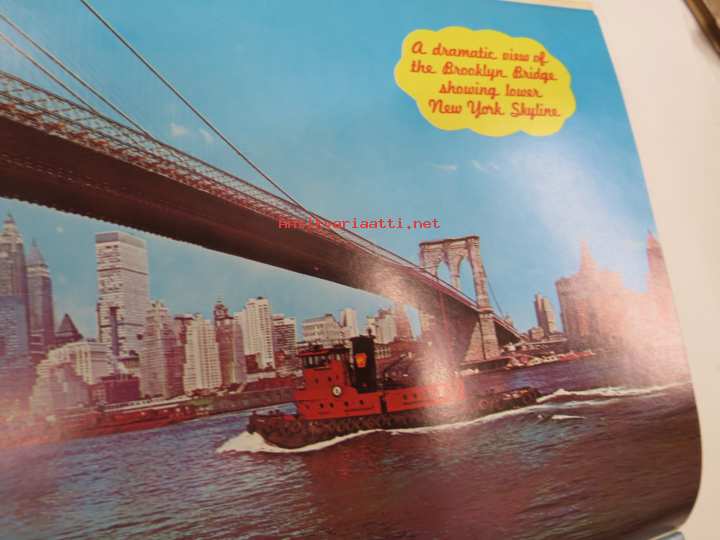 A dramatic view of
the Brooklyn Bridge
showing lower
New York Skyline
Antikvariaatti.net